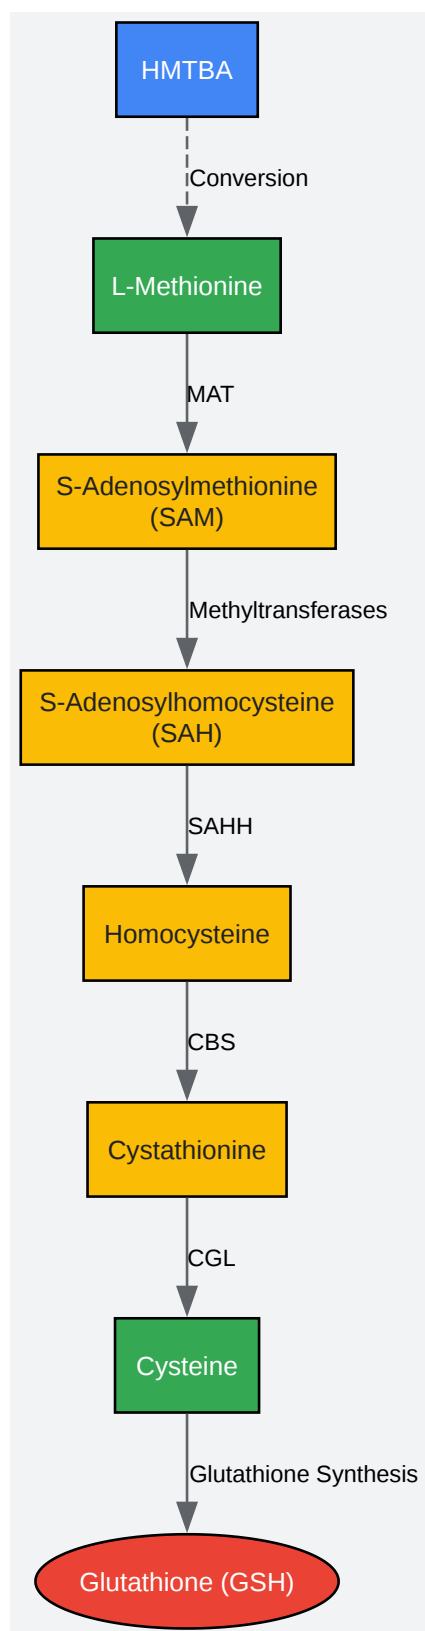 HMTBA
Conversion
L-Methionine
MAT
S-Adenosylmethionine
(SAM)
Methyltransferases
S-Adenosylhomocysteine
(SAH)
SAHH
Homocysteine
CBS
Cystathionine
CGL
Cysteine
Glutathione Synthesis
Glutathione (GSH)